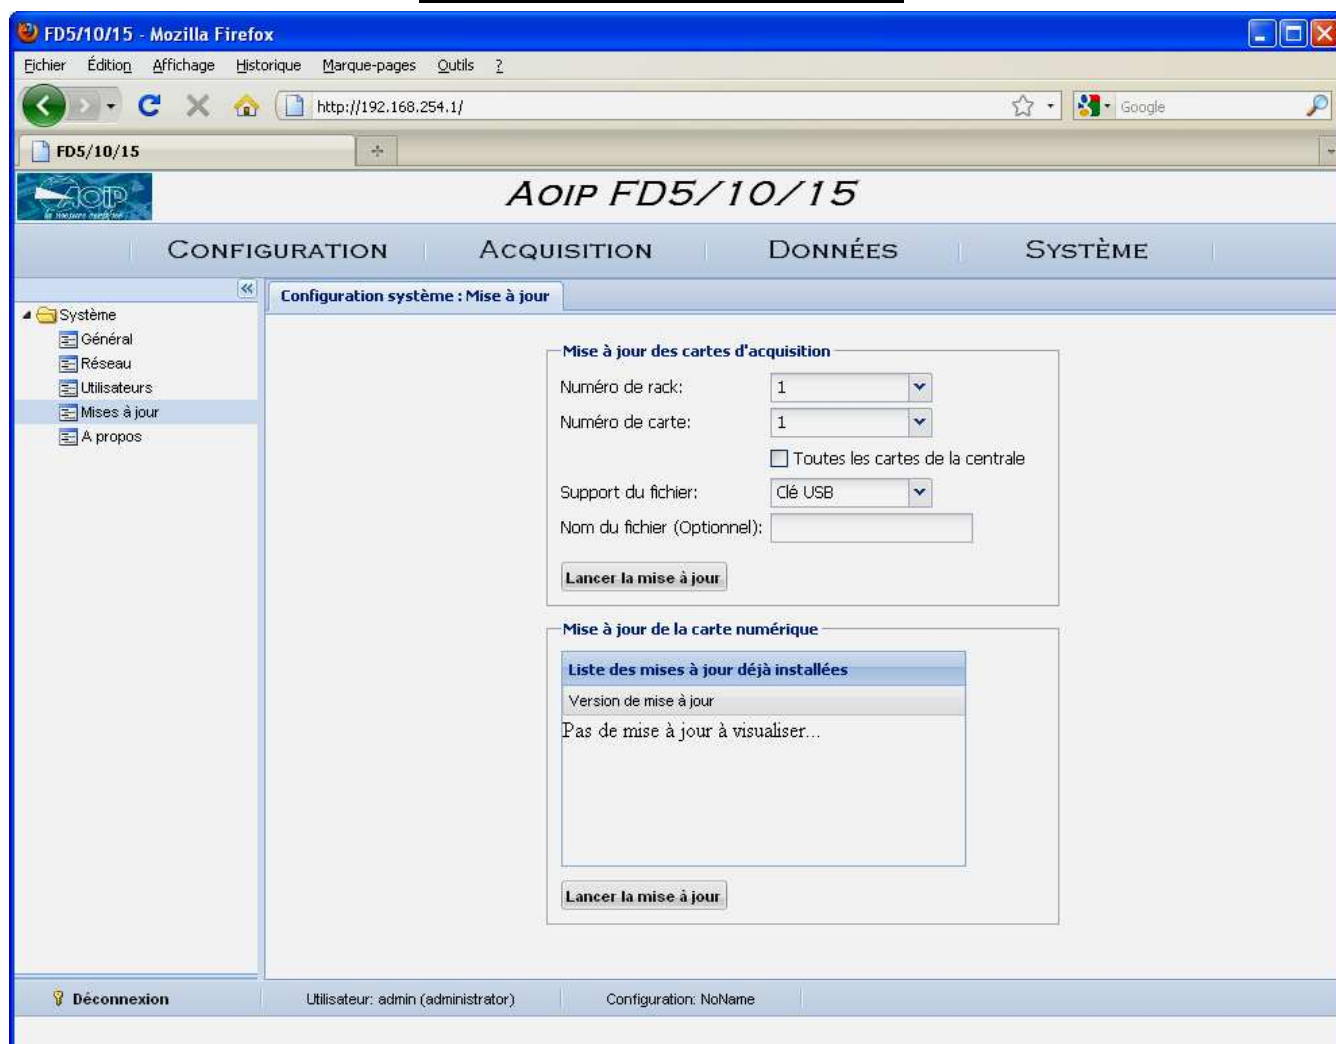 FD5/10/15 - Mozilla Firefox
Fichier Édition Affichage Historique Marque-pages Outils ?
http://192.168.254.1/
Google
FD5/10/15
AOIP
la mesure
AOIP FD5/10/15
CONFIGURATION ACQUISITION DONNÉES SYSTÈME
Configuration système : Mise à jour
Système
Général
Réseau
Utilisateurs
Mises à jour
A propos
Mise à jour des cartes d'acquisition
Numéro de rack: 1
Numéro de carte: 1
Toutes les cartes de la centrale
Support du fichier: Clé USB
Nom du fichier (Optionnel):
Lancer la mise à jour
Mise à jour de la carte numérique
Liste des mises à jour déjà installées
Version de mise à jour
Pas de mise à jour à visualiser...
Lancer la mise à jour
Déconnexion Utilisateur: admin (administrator) Configuration: NoName